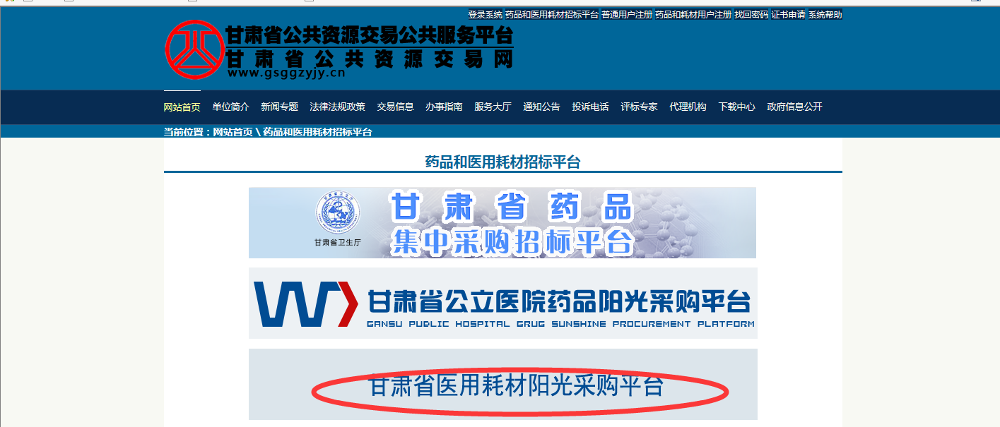 登录系统 药品和医用耗材招标平台 普通用户注册 药品和耗材用户注册 找回密码 证书申请 系统帮助
甘肃省公共资源交易公共服务平台
甘肃省公共资源交易网
www.gsggzyjy.cn
网站首页 单位简介 新闻专题 法律法规政策 交易信息 办事指南 服务大厅 通知公告 投诉电话 评标专家 代理机构 下载中心 政府信息公开
当前位置：网站首页 \ 药品和医用耗材招标平台
药品和医用耗材招标平台
甘肃省药品
集中采购招标平台
甘肃省卫生厅
甘肃省公立医院药品阳光采购平台
GANSU PUBLIC HOSPITAL GRUG SUNSHINE PROCUREMENT PLATFORM
甘肃省医用耗材阳光采购平台